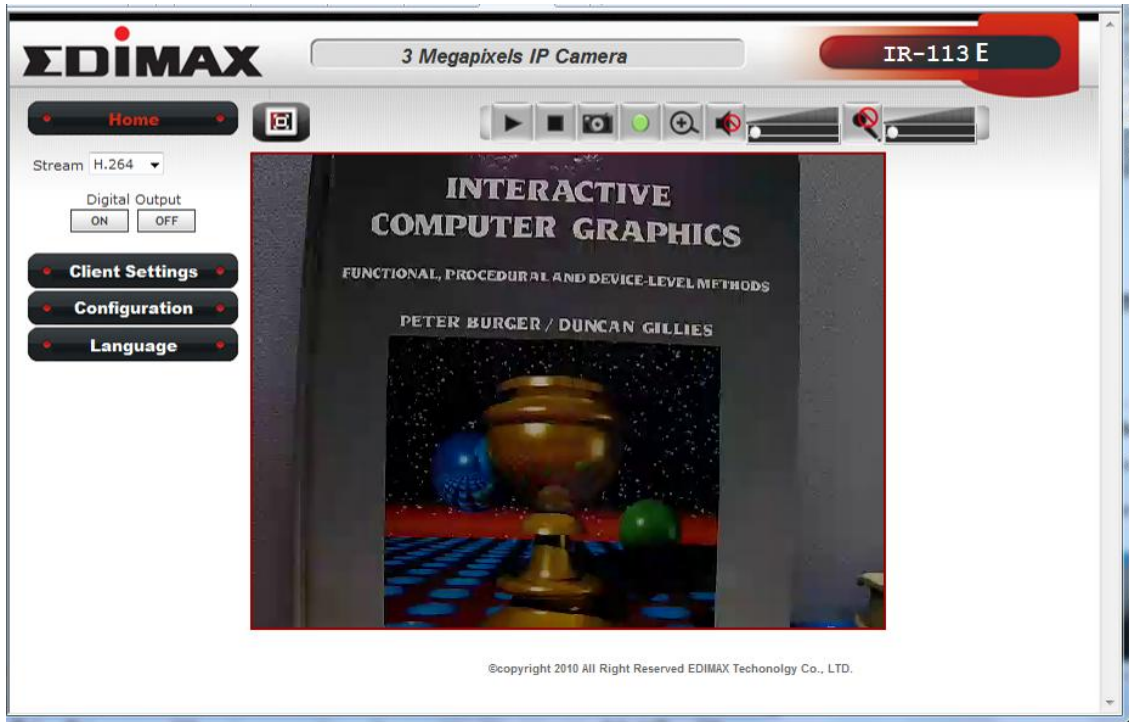 EDIMAX
3 Megapixels IP Camera
IR-113E
Home
Stream H.264
Digital Output
ON OFF
Client Settings
Configuration
Language
INTERACTIVE
COMPUTER GRAPHICS
FUNCTIONAL, PROCEDURAL AND DEVICE-LEVEL METHODS
PETER BURGER / DUNCAN GILLIES
©copyright 2010 All Right Reserved EDIMAX Techonolgy Co., LTD.